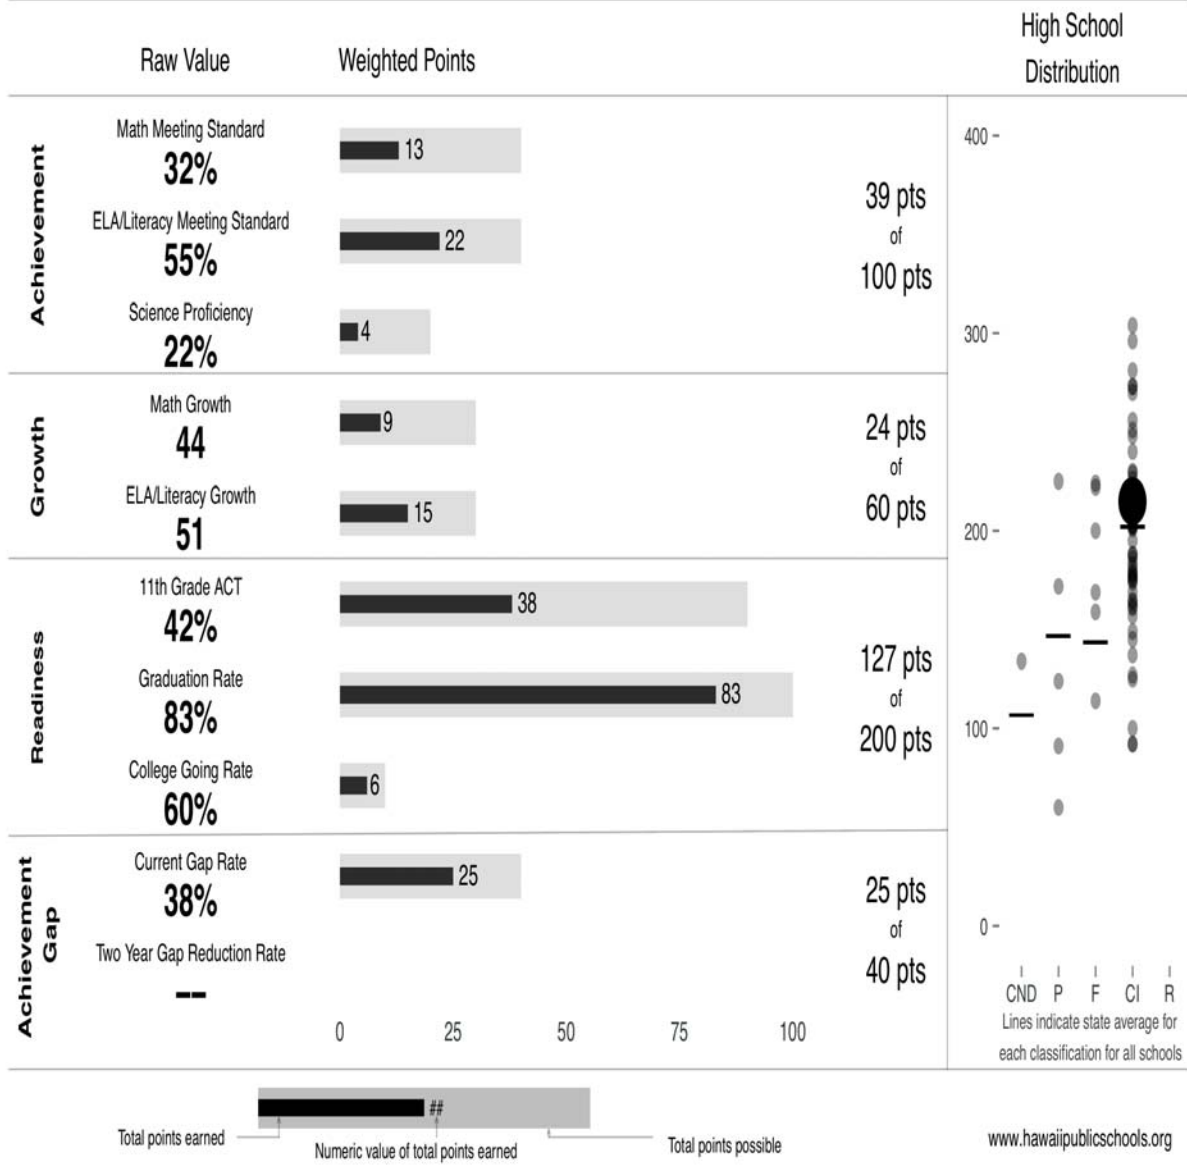 Raw Value
Weighted Points
High School
Distribution
Achievement
Math Meeting Standard
32%
13
ELA/Literacy Meeting Standard
55%
22
Science Proficiency
22%
4
39 pts
of
100 pts
Growth
Math Growth
44
9
ELA/Literacy Growth
51
15
24 pts
of
60 pts
Readiness
11th Grade ACT
42%
38
Graduation Rate
83%
83
College Going Rate
60%
6
127 pts
of
200 pts
Achievement
Gap
Current Gap Rate
38%
25
Two Year Gap Reduction Rate
--
25 pts
of
40 pts
0 25 50 75 100
400
300
200
100
0
CND P F CI R
Lines indicate state average for
each classification for all schools
##
Total points earned
Numeric value of total points earned
Total points possible
www.hawaiipublicschools.org